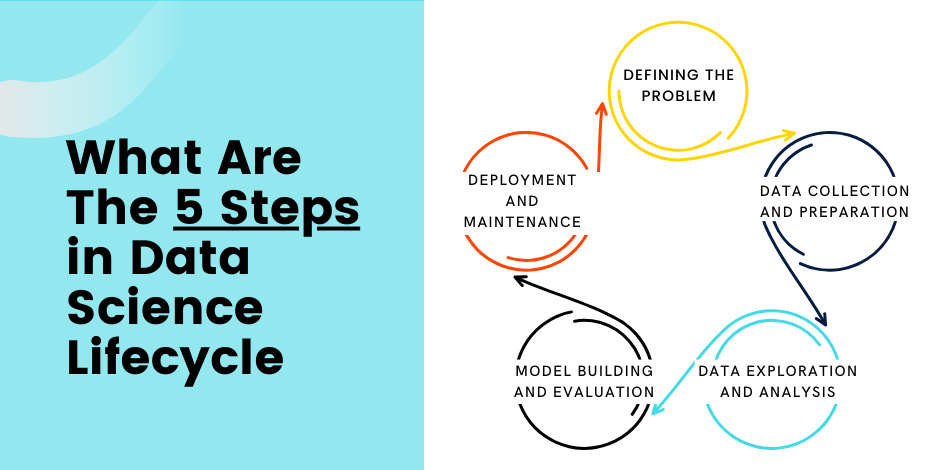 What Are
The 5 Steps
in Data
Science
Lifecycle
DEFINING THE
PROBLEM
DATA COLLECTION
AND PREPARATION
DATA EXPLORATION
AND ANALYSIS
MODEL BUILDING
AND EVALUATION
DEPLOYMENT
AND
MAINTENANCE